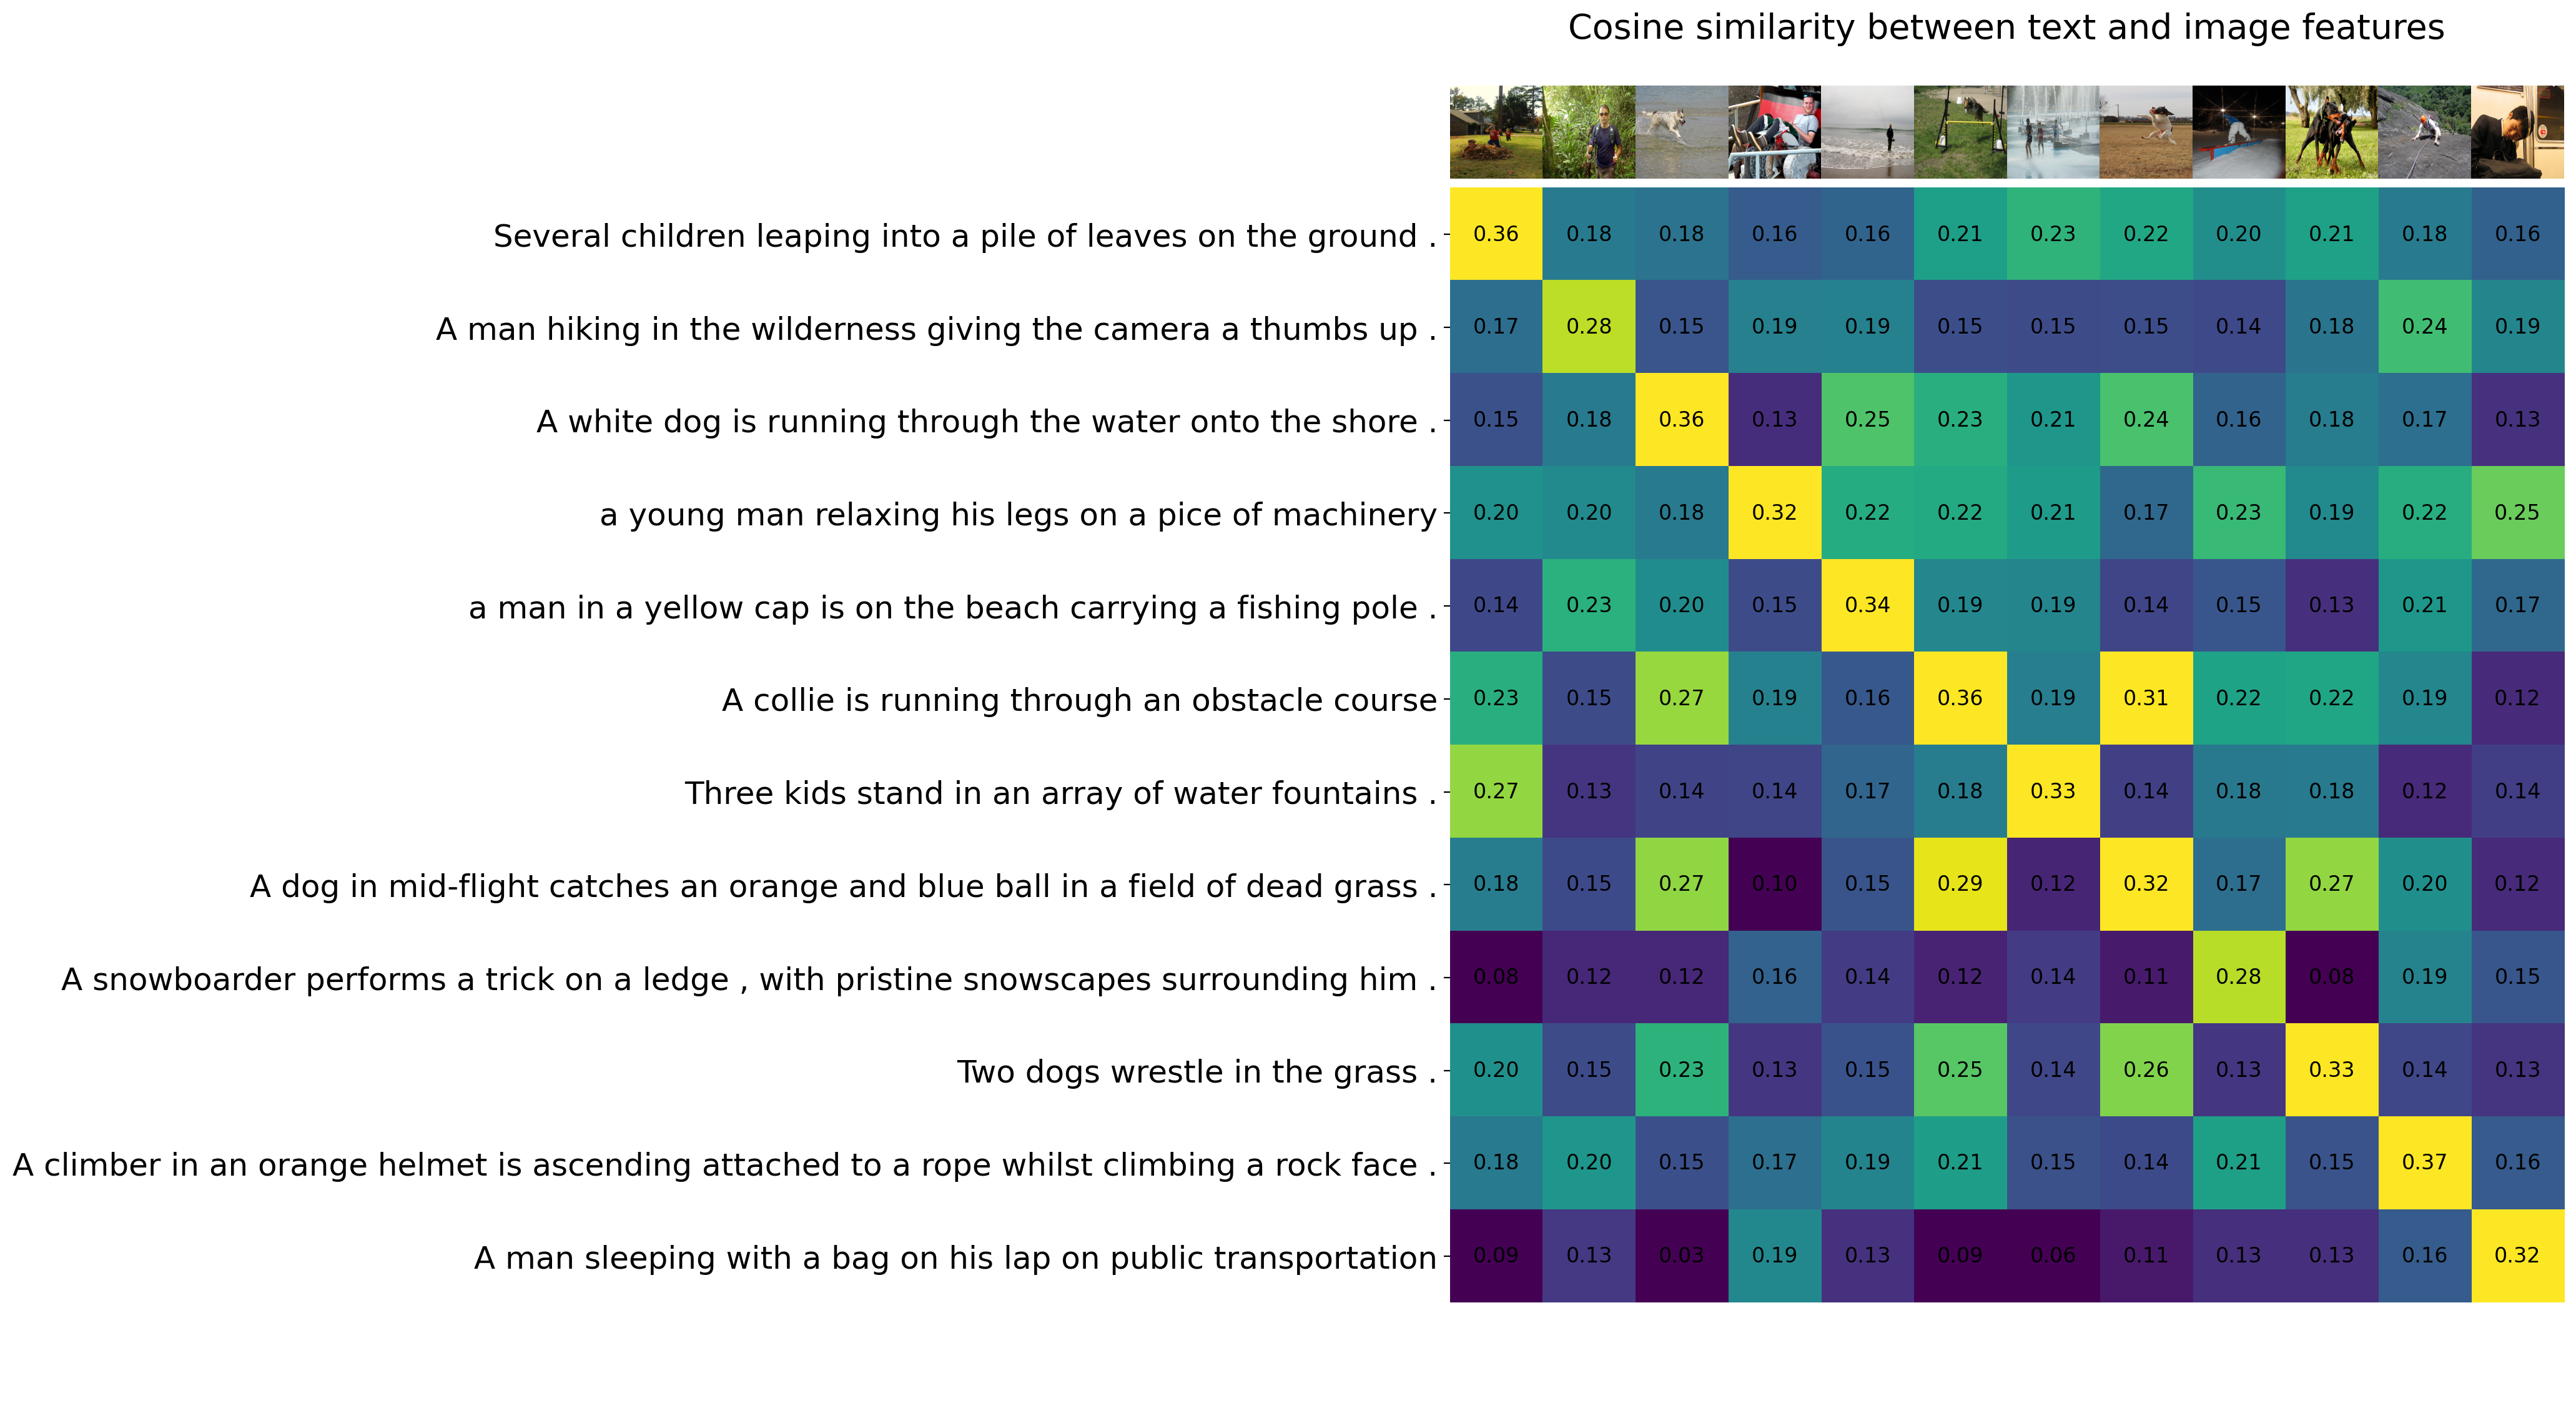 Cosine similarity between text and image features
Several children leaping into a pile of leaves on the ground . 0.36 0.18 0.18 0.16 0.16 0.21 0.23 0.22 0.20 0.21 0.18 0.16
A man hiking in the wilderness giving the camera a thumbs up . 0.17 0.28 0.15 0.19 0.19 0.15 0.15 0.15 0.14 0.18 0.24 0.19
A white dog is running through the water onto the shore . 0.15 0.18 0.36 0.13 0.25 0.23 0.21 0.24 0.16 0.18 0.17 0.13
a young man relaxing his legs on a pice of machinery 0.20 0.20 0.18 0.32 0.22 0.22 0.21 0.17 0.23 0.19 0.22 0.25
a man in a yellow cap is on the beach carrying a fishing pole . 0.14 0.23 0.20 0.15 0.34 0.19 0.19 0.14 0.15 0.13 0.21 0.17
A collie is running through an obstacle course 0.23 0.15 0.27 0.19 0.16 0.36 0.19 0.31 0.22 0.22 0.19 0.12
Three kids stand in an array of water fountains . 0.27 0.13 0.14 0.14 0.17 0.18 0.33 0.14 0.18 0.18 0.12 0.14
A dog in mid-flight catches an orange and blue ball in a field of dead grass . 0.18 0.15 0.27 0.10 0.15 0.29 0.12 0.32 0.17 0.27 0.20 0.12
A snowboarder performs a trick on a ledge , with pristine snowscapes surrounding him . 0.08 0.12 0.12 0.16 0.14 0.12 0.14 0.11 0.28 0.08 0.19 0.15
Two dogs wrestle in the grass . 0.20 0.15 0.23 0.13 0.15 0.25 0.14 0.26 0.13 0.33 0.14 0.13
A climber in an orange helmet is ascending attached to a rope whilst climbing a rock face . 0.18 0.20 0.15 0.17 0.19 0.21 0.15 0.14 0.21 0.15 0.37 0.16
A man sleeping with a bag on his lap on public transportation 0.09 0.13 0.03 0.19 0.13 0.09 0.06 0.11 0.13 0.13 0.16 0.32